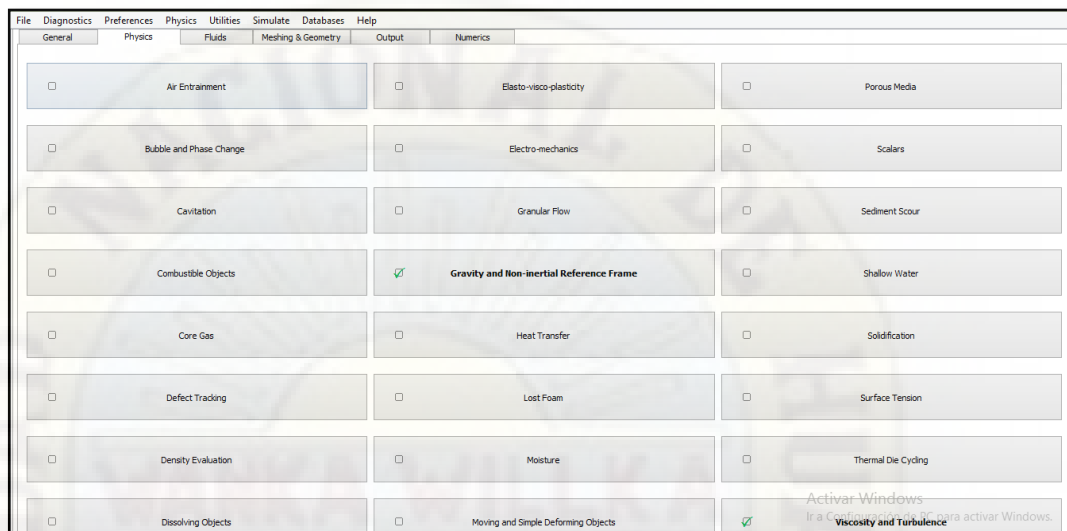 File Diagnostics Preferences Physics Utilities Simulate Databases Help
General Physics Fluids Meshing & Geometry Output Numerics
Air Entrainment Elasto-visco-plasticity Porous Media
Bubble and Phase Change Electro-mechanics Scalars
Cavitation Granular Flow Sediment Scour
Combustible Objects Gravity and Non-inertial Reference Frame Shallow Water
Core Gas Heat Transfer Solidification
Defect Tracking Lost Foam Surface Tension
Density Evaluation Moisture Thermal Die Cycling
Dissolving Objects Moving and Simple Deforming Objects Viscosity and Turbulence
Activar Windows
Ir a Configuración de PC para activar Windows.
NACIONAL DE HU